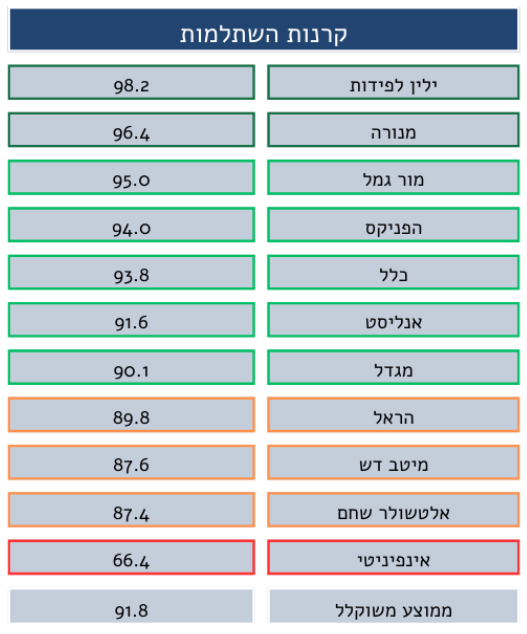 קרנות השתלמות
ילין לפידות 98.2
מנורה 96.4
מור גמל 95.0
הפניקס 94.0
כלל 93.8
אנליסט 91.6
מגדל 90.1
הראל 89.8
מיטב דש 87.6
אלטשולר שחם 87.4
אינפיניטי 66.4
ממוצע משוקלל 91.8